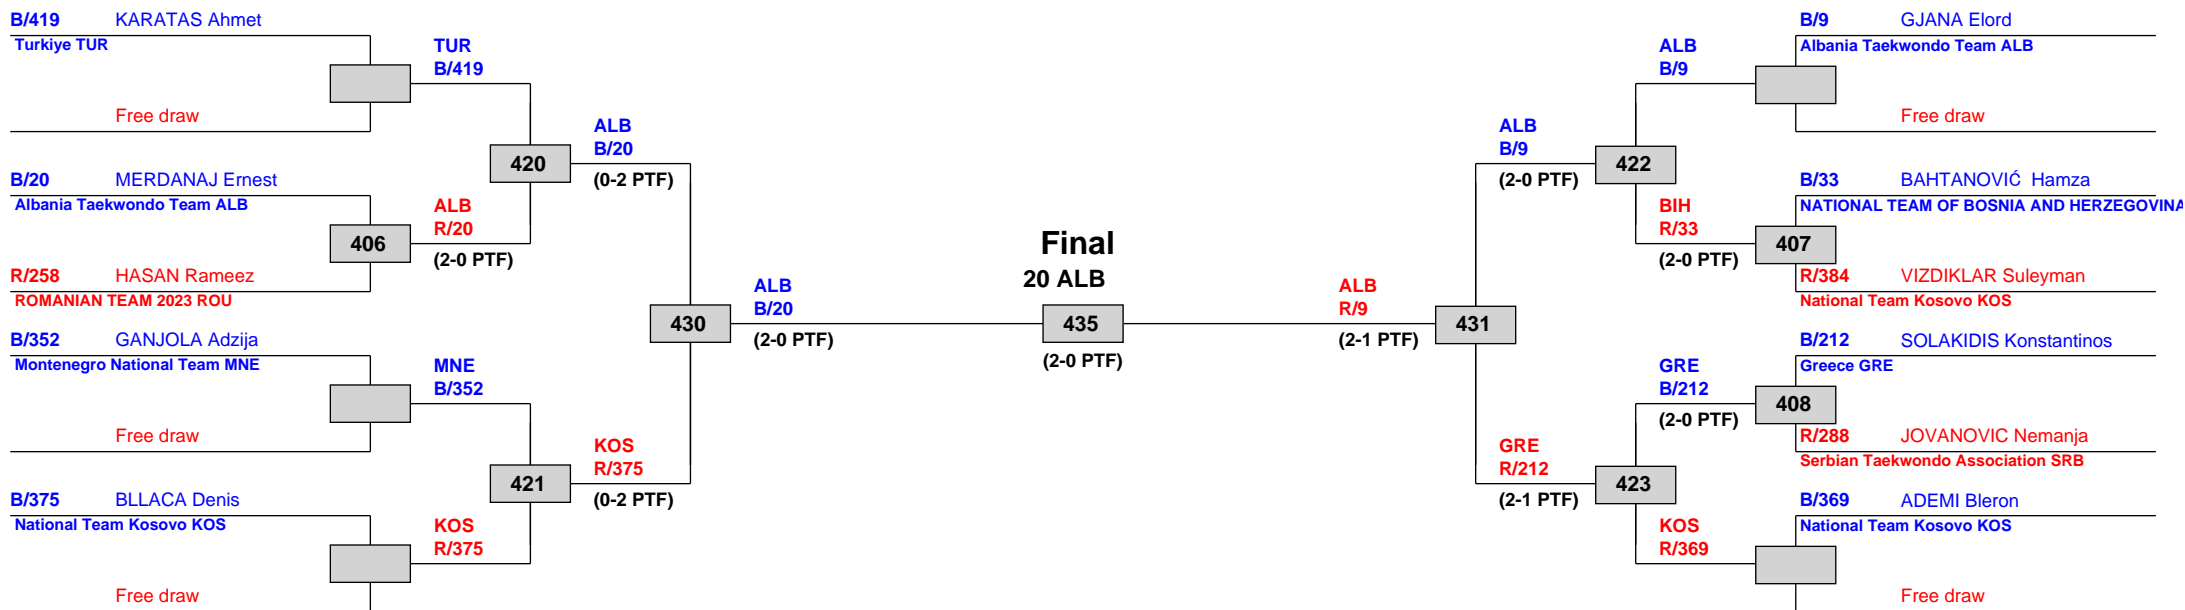 B/419 KARATAS Ahmet
Turkiye TUR
Free draw
B/20 MERDANAJ Ernest
Albania Taekwondo Team ALB
406
R/258 HASAN Rameez
ROMANIAN TEAM 2023 ROU
B/352 GANJOLA Adzija
Montenegro National Team MNE
Free draw
B/375 BLLACA Denis
National Team Kosovo KOS
Free draw
TUR
B/419
420
ALB
R/20
(2-0 PTF)
MNE
B/352
421
KOS
R/375
ALB
B/20
(0-2 PTF)
430
KOS
R/375
(0-2 PTF)
ALB
B/20
(2-0 PTF)
Final
20 ALB
435
(2-0 PTF)
ALB
R/9
(2-1 PTF)
431
ALB
B/9
(2-0 PTF)
GRE
R/212
(2-1 PTF)
ALB
B/9
422
BIH
R/33
(2-0 PTF)
GRE
B/212
(2-0 PTF)
423
KOS
R/369
B/9 GJANA Elord
Albania Taekwondo Team ALB
Free draw
B/33 BAHTANOVIĆ Hamza
NATIONAL TEAM OF BOSNIA AND HERZEGOVINA
407
R/384 VIZDIKLAR Suleyman
National Team Kosovo KOS
B/212 SOLAKIDIS Konstantinos
Greece GRE
408
R/288 JOVANOVIC Nemanja
Serbian Taekwondo Association SRB
B/369 ADEMI Bleron
National Team Kosovo KOS
Free draw